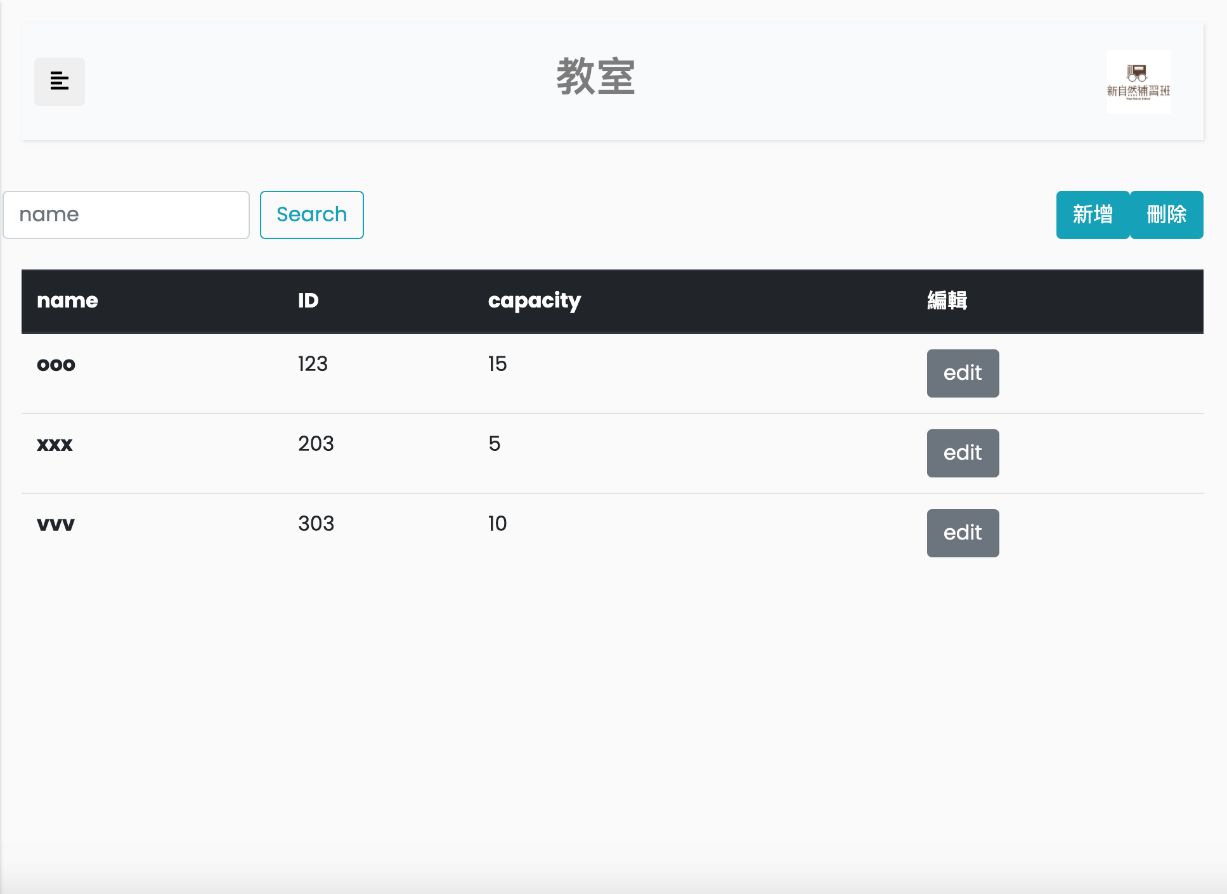 教室
新自然補習班
name
Search
新增
刪除
name ID capacity 編輯
ooo 123 15 edit
xxx 203 5 edit
vvv 303 10 edit